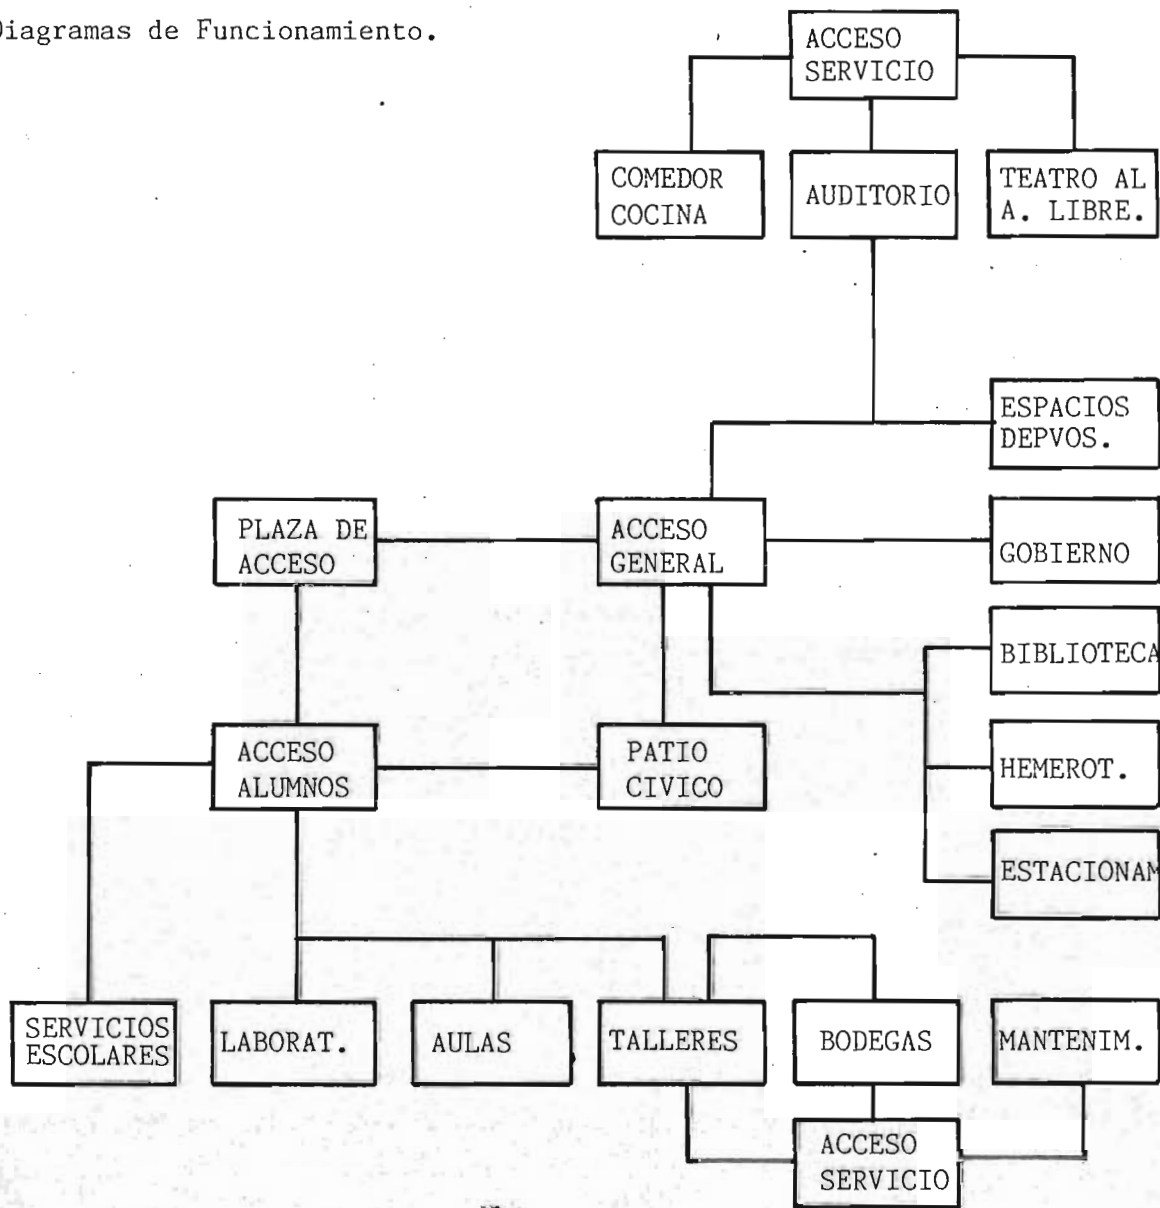 Diagramas de Funcionamiento.
ACCESO
SERVICIO
COMEDOR
COCINA
AUDITORIO
TEATRO AL
A. LIBRE.
ESPACIOS
DEPVOS.
PLAZA DE
ACCESO
ACCESO
GENERAL
GOBIERNO
BIBLIOTECA
ACCESO
ALUMNOS
PATIO
CIVICO
HEMEROT.
ESTACIONAM
SERVICIOS
ESCOLARES
LABORAT.
AULAS
TALLERES
BODEGAS
MANTENIM.
ACCESO
SERVICIO